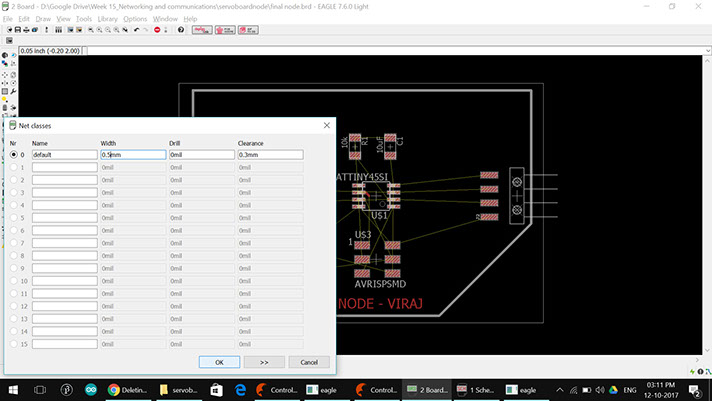 2 Board - D:\Google Drive\Week 15_Networking and communications\servoboardnode\final node.brd - EAGLE 7.6.0 Light
Edit Draw View Tools Library Options Window Help
0.05 inch (-0.20 2.00)
Net classes
Nr Name Width Drill Clearance
0 default 0.5mm 0mil 0.3mm
1 0mil 0mil 0mil
2 0mil 0mil 0mil
3 0mil 0mil 0mil
4 0mil 0mil 0mil
5 0mil 0mil 0mil
6 0mil 0mil 0mil
7 0mil 0mil 0mil
8 0mil 0mil 0mil
9 0mil 0mil 0mil
10 0mil 0mil 0mil
11 0mil 0mil 0mil
12 0mil 0mil 0mil
13 0mil 0mil 0mil
14 0mil 0mil 0mil
15 0mil 0mil 0mil
OK >> Cancel
10k R1 10uF C1
ATTINY45SI
US1
US3
1
AVRISPSMD
NODE - VIRAJ
Deletin... servob... Control... eagle Control... 2 Board... 1 Sche... eagle
ENG 03:11 PM
12-10-2017